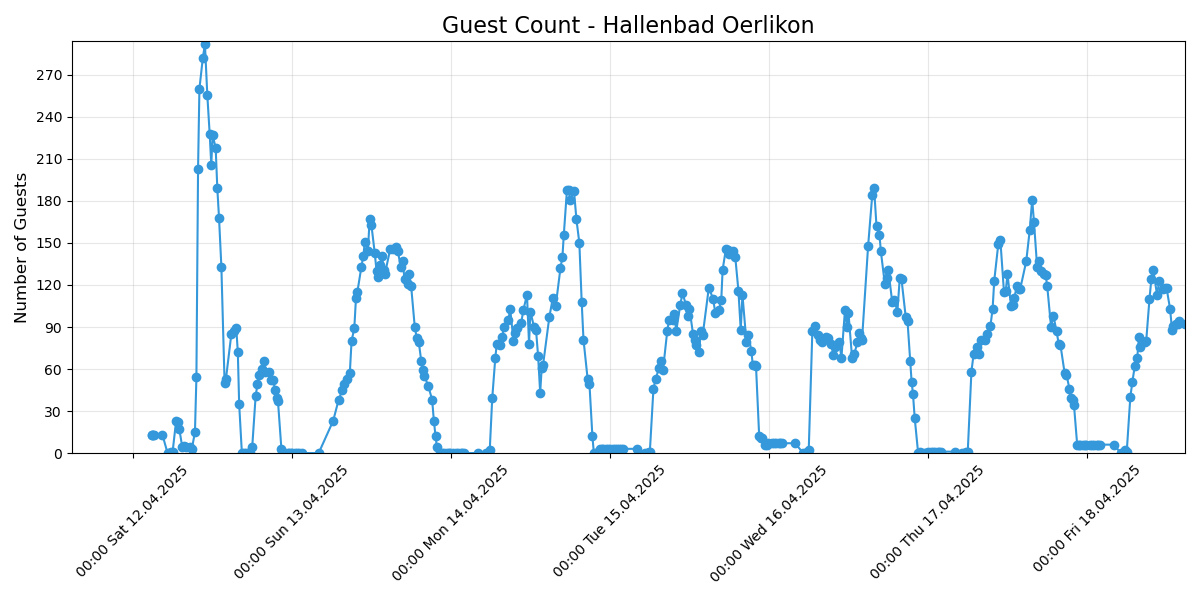 Guest Count - Hallenbad Oerlikon
Number of Guests
270
240
210
180
150
120
90
60
30
0
00:00 Sat 12.04.2025
00:00 Sun 13.04.2025
00:00 Mon 14.04.2025
00:00 Tue 15.04.2025
00:00 Wed 16.04.2025
00:00 Thu 17.04.2025
00:00 Fri 18.04.2025